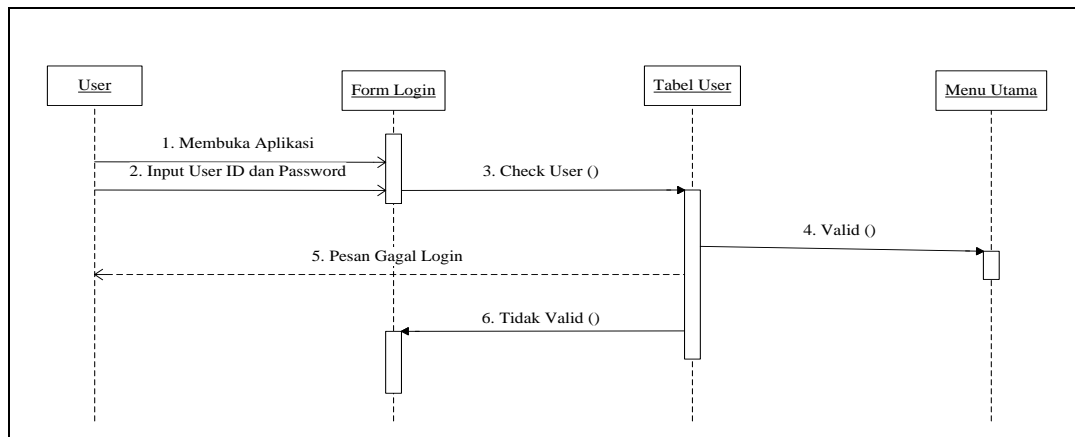 User
Form Login
Tabel User
Menu Utama
1. Membuka Aplikasi
2. Input User ID dan Password
3. Check User ()
4. Valid ()
5. Pesan Gagal Login
6. Tidak Valid ()